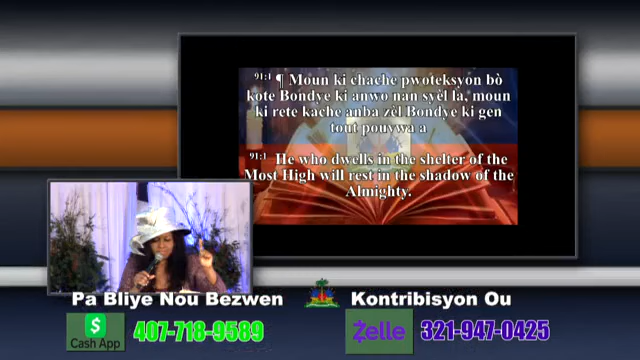 91:1 ¶ Moun ki chache pwoteksyon bò
kote Bondye ki anwo nan syèl la, moun
ki rete kache anba zèl Bondye ki gen
tout pouvwa a
91:1 He who dwells in the shelter of the
Most High will rest in the shadow of the
Almighty.
Pa Bliye Nou Bezwen Kontribisyon Ou
$ Cash App 407-718-9589 Zelle 321-947-0425